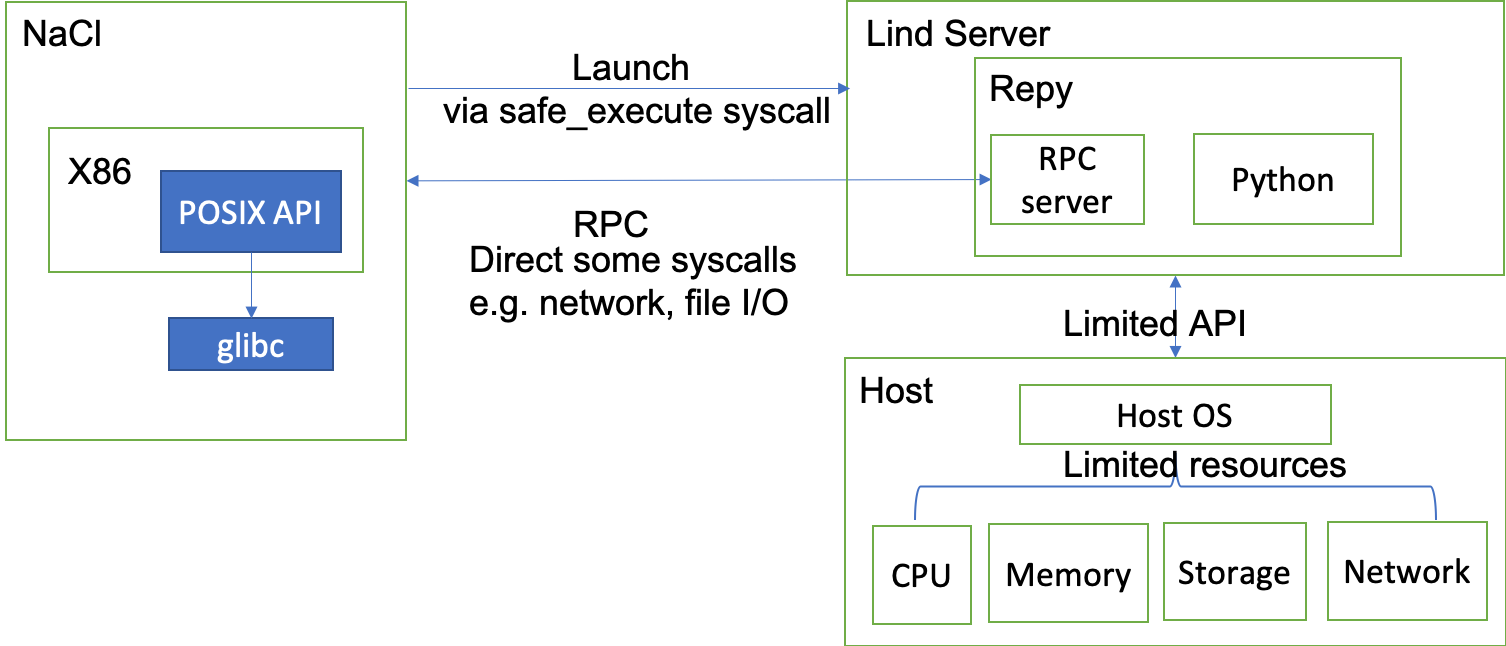 NaCl
X86
POSIX API
glibc
Launch
via safe_execute syscall
RPC
Direct some syscalls
e.g. network, file I/O
Lind Server
Repy
RPC
server
Python
Limited API
Host
Host OS
Limited resources
CPU
Memory
Storage
Network